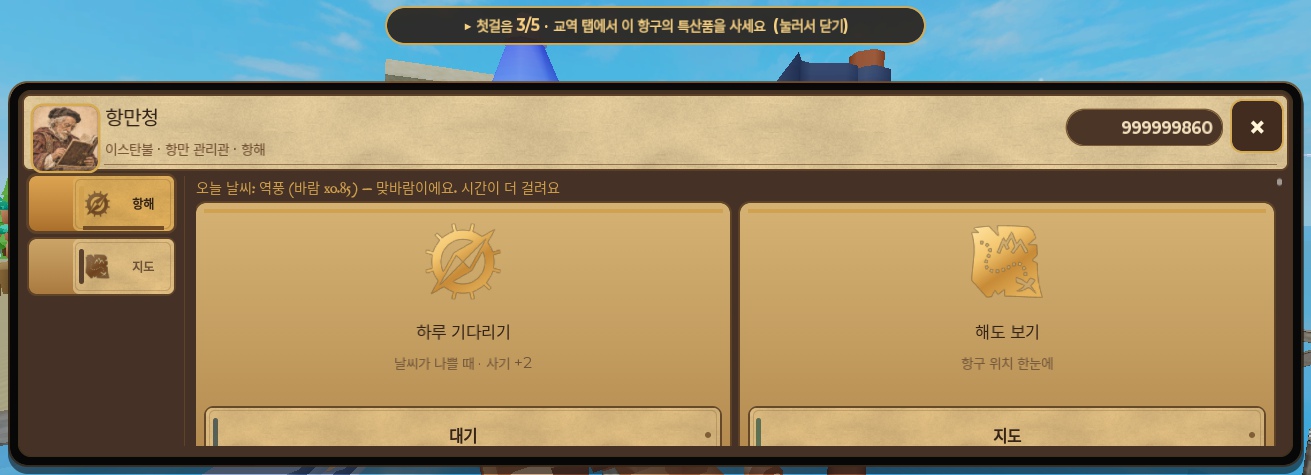 ▸ 첫걸음 3/5 · 교역 탭에서 이 항구의 특산품을 사세요 (눌러서 닫기)
항만청
이스탄불 · 항만 관리관 · 항해
999999860
×
항해
지도
오늘 날씨: 역풍 (바람 x0.85) — 맞바람이에요. 시간이 더 걸려요
하루 기다리기
날씨가 나쁠 때 · 사기 +2
대기
해도 보기
항구 위치 한눈에
지도